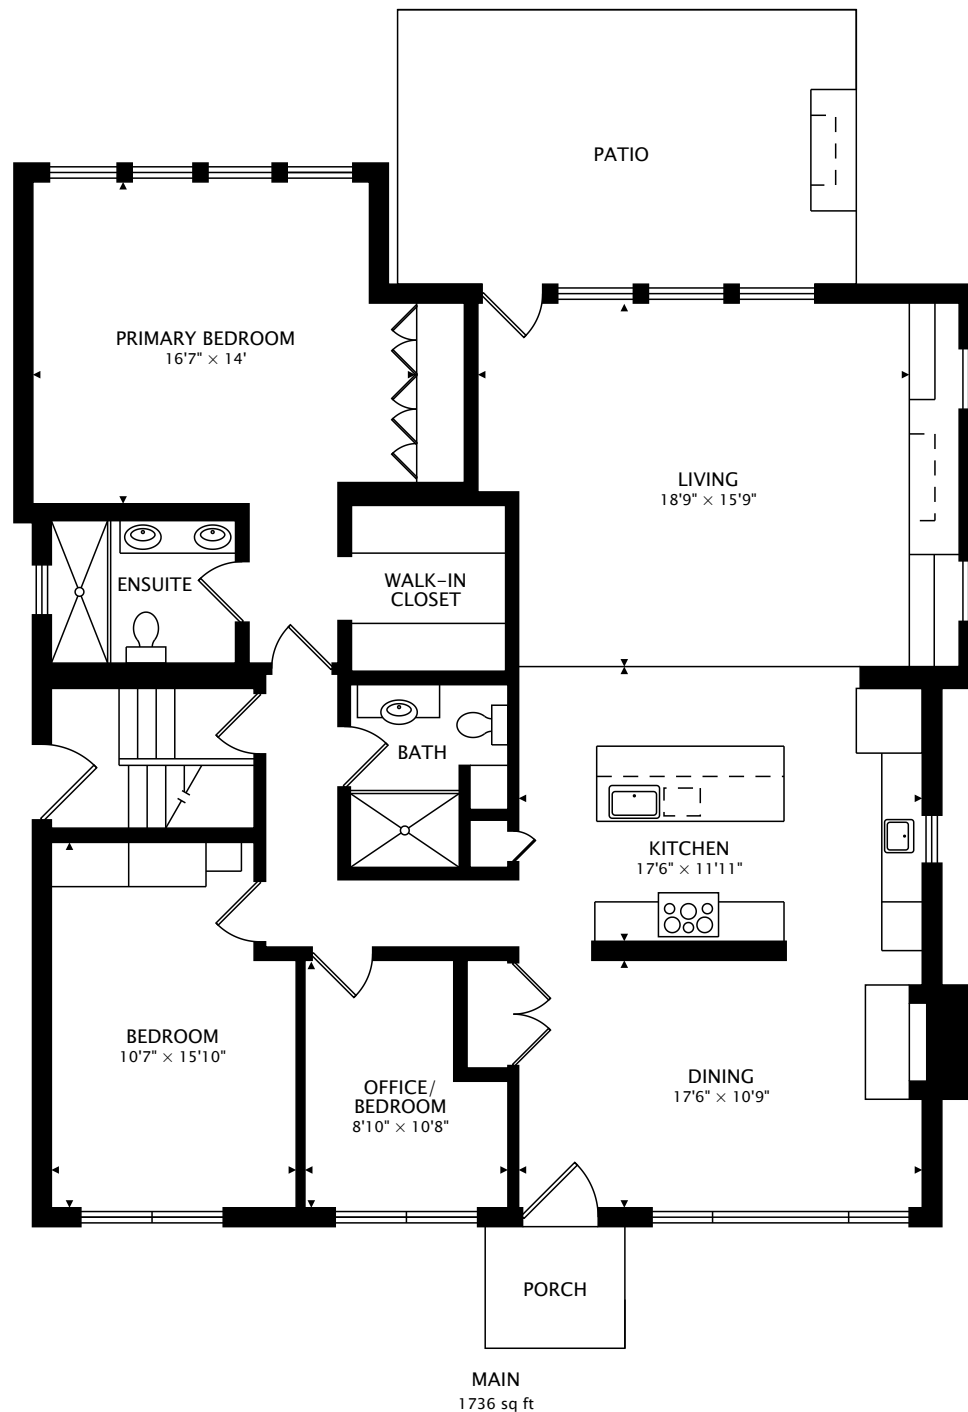 PATIO
PRIMARY BEDROOM
16'7" × 14'
LIVING
18'9" × 15'9"
ENSUITE
WALK-IN
CLOSET
BATH
KITCHEN
17'6" × 11'11"
BEDROOM
10'7" × 15'10"
OFFICE/
BEDROOM
8'10" × 10'8"
DINING
17'6" × 10'9"
PORCH
MAIN
1736 sq ft